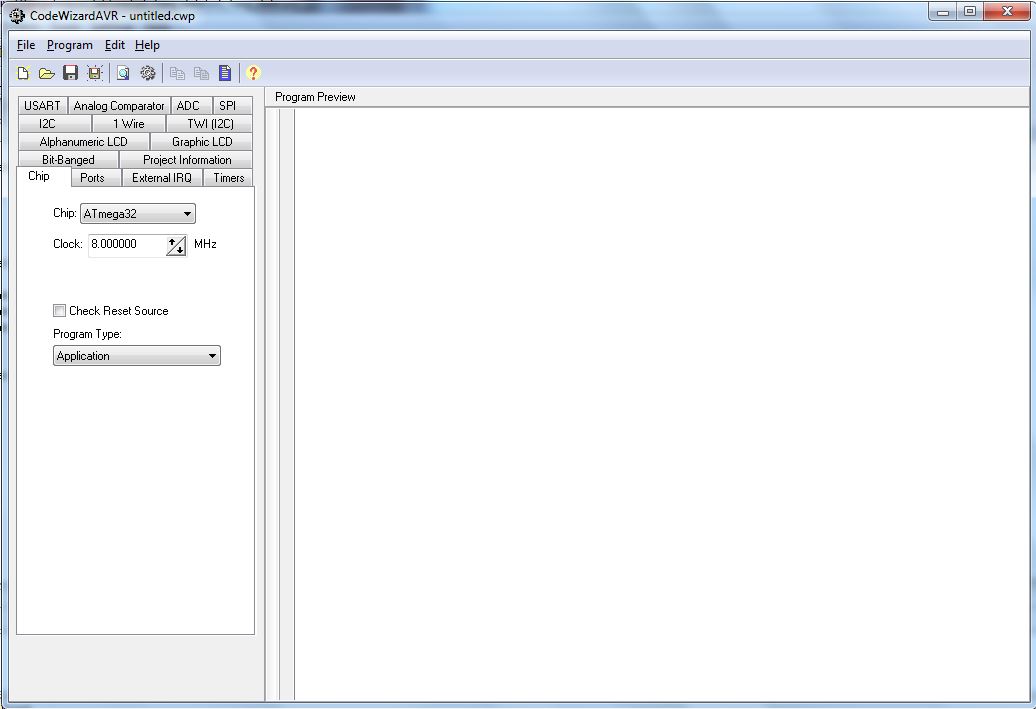 CodeWizardAVR - untitled.cwp
File Program Edit Help
?
USART Analog Comparator ADC SPI
I2C 1 Wire TWI (I2C)
Alphanumeric LCD Graphic LCD
Bit-Banged Project Information
Chip Ports External IRQ Timers
Chip: ATmega32
Clock: 8.000000 MHz
Check Reset Source
Program Type:
Application
Program Preview